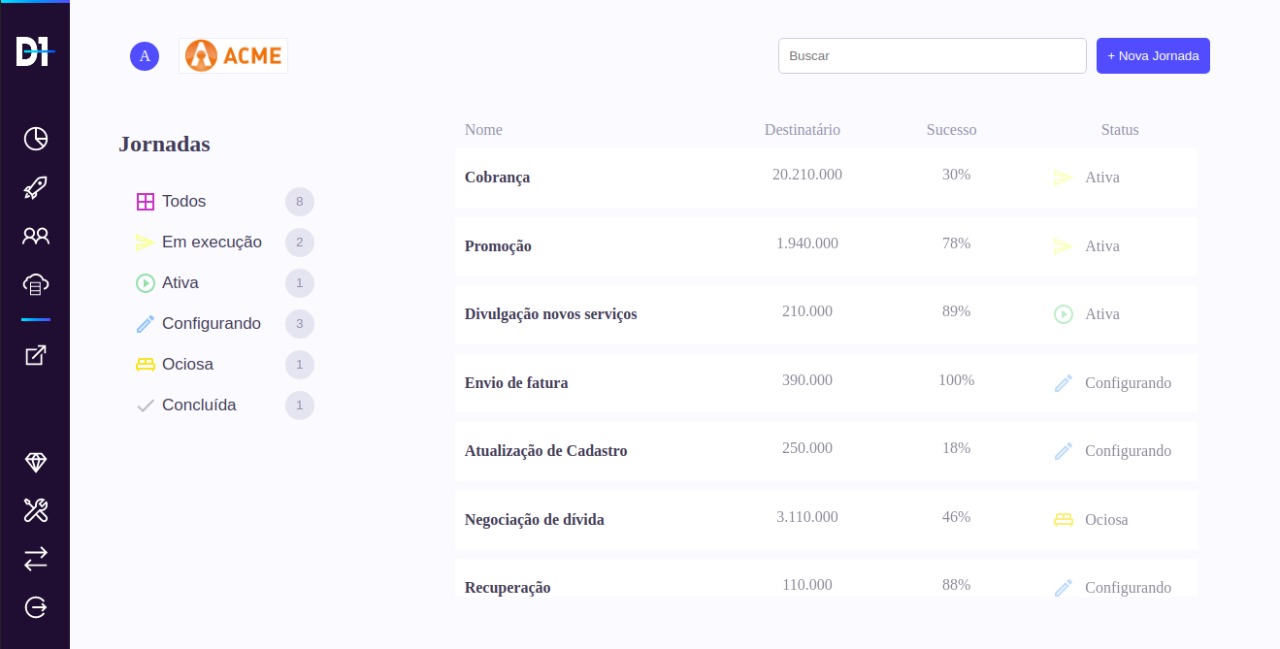 D1
A ACME Buscar + Nova Jornada
Jornadas
Todos 8
Em execução 2
Ativa 1
Configurando 3
Ociosa 1
Concluída 1
Nome Destinatário Sucesso Status
Cobrança 20.210.000 30% Ativa
Promoção 1.940.000 78% Ativa
Divulgação novos serviços 210.000 89% Ativa
Envio de fatura 390.000 100% Configurando
Atualização de Cadastro 250.000 18% Configurando
Negociação de dívida 3.110.000 46% Ociosa
Recuperação 110.000 88% Configurando